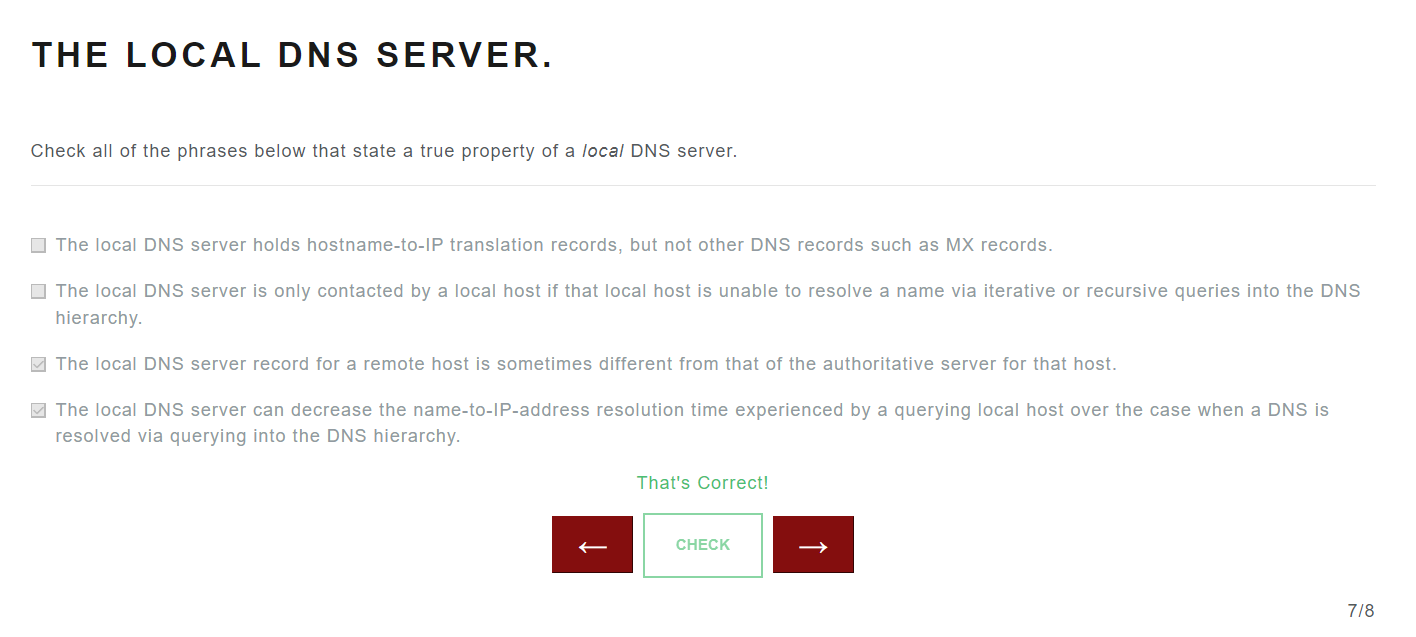 THE LOCAL DNS SERVER.
Check all of the phrases below that state a true property of a local DNS server.
The local DNS server holds hostname-to-IP translation records, but not other DNS records such as MX records.
The local DNS server is only contacted by a local host if that local host is unable to resolve a name via iterative or recursive queries into the DNS
hierarchy.
The local DNS server record for a remote host is sometimes different from that of the authoritative server for that host.
The local DNS server can decrease the name-to-IP-address resolution time experienced by a querying local host over the case when a DNS is
resolved via querying into the DNS hierarchy.
That's Correct!
← CHECK →
7/8